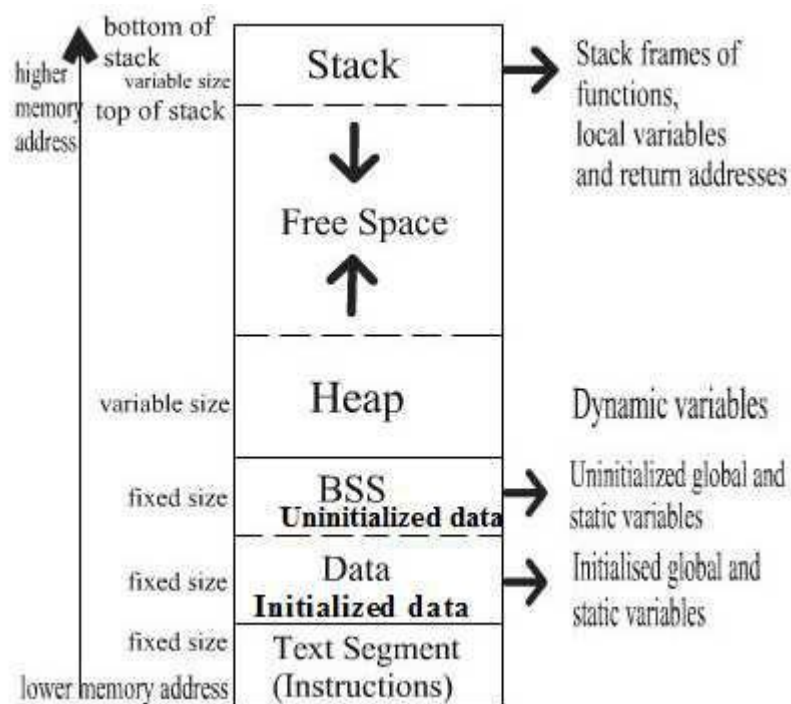 bottom of
stack
variable size
top of stack
higher
memory
address
Stack
Stack frames of
functions,
local variables
and return addresses
Free Space
variable size
Heap
Dynamic variables
fixed size
BSS
Uninitialized data
Uninitialized global and
static variables
fixed size
Data
Initialized data
Initialised global and
static variables
fixed size
Text Segment
(Instructions)
lower memory address